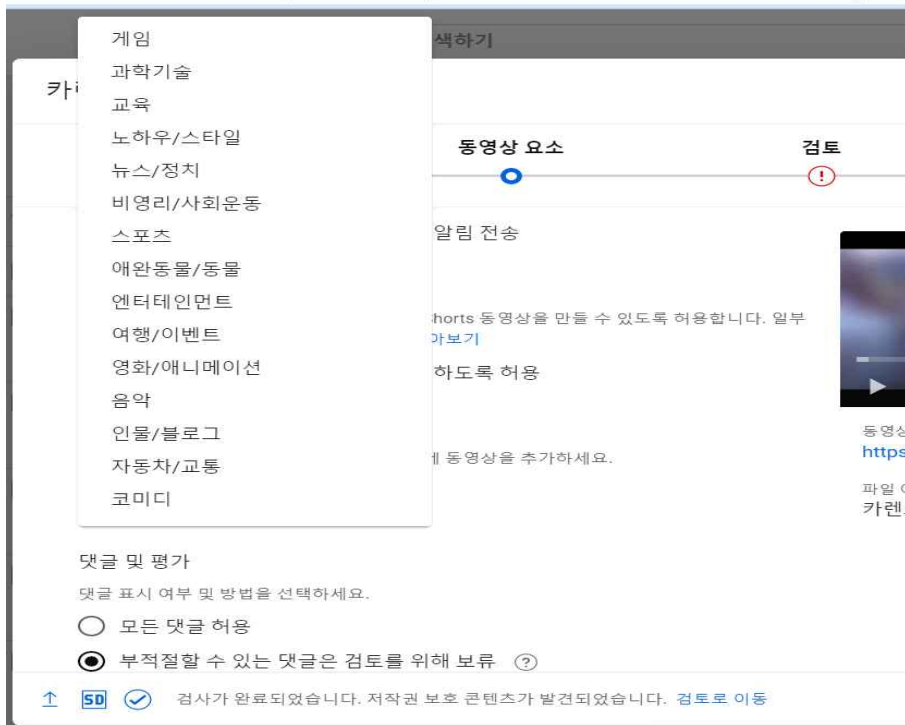 게임
색하기
과학기술
교육
노하우/스타일
동영상 요소
검토
뉴스/정치
비영리/사회운동
스포츠
알림 전송
애완동물/동물
엔터테인먼트
horts 동영상을 만들 수 있도록 허용합니다. 일부
여행/이벤트
아보기
영화/애니메이션
하도록 허용
음악
인물/블로그
동영상
https
에 동영상을 추가하세요.
자동차/교통
파일
코미디
카렌
댓글 및 평가
댓글 표시 여부 및 방법을 선택하세요.
모든 댓글 허용
부적절할 수 있는 댓글은 검토를 위해 보류 ?
SD 검사가 완료되었습니다. 저작권 보호 콘텐츠가 발견되었습니다. 검토로 이동